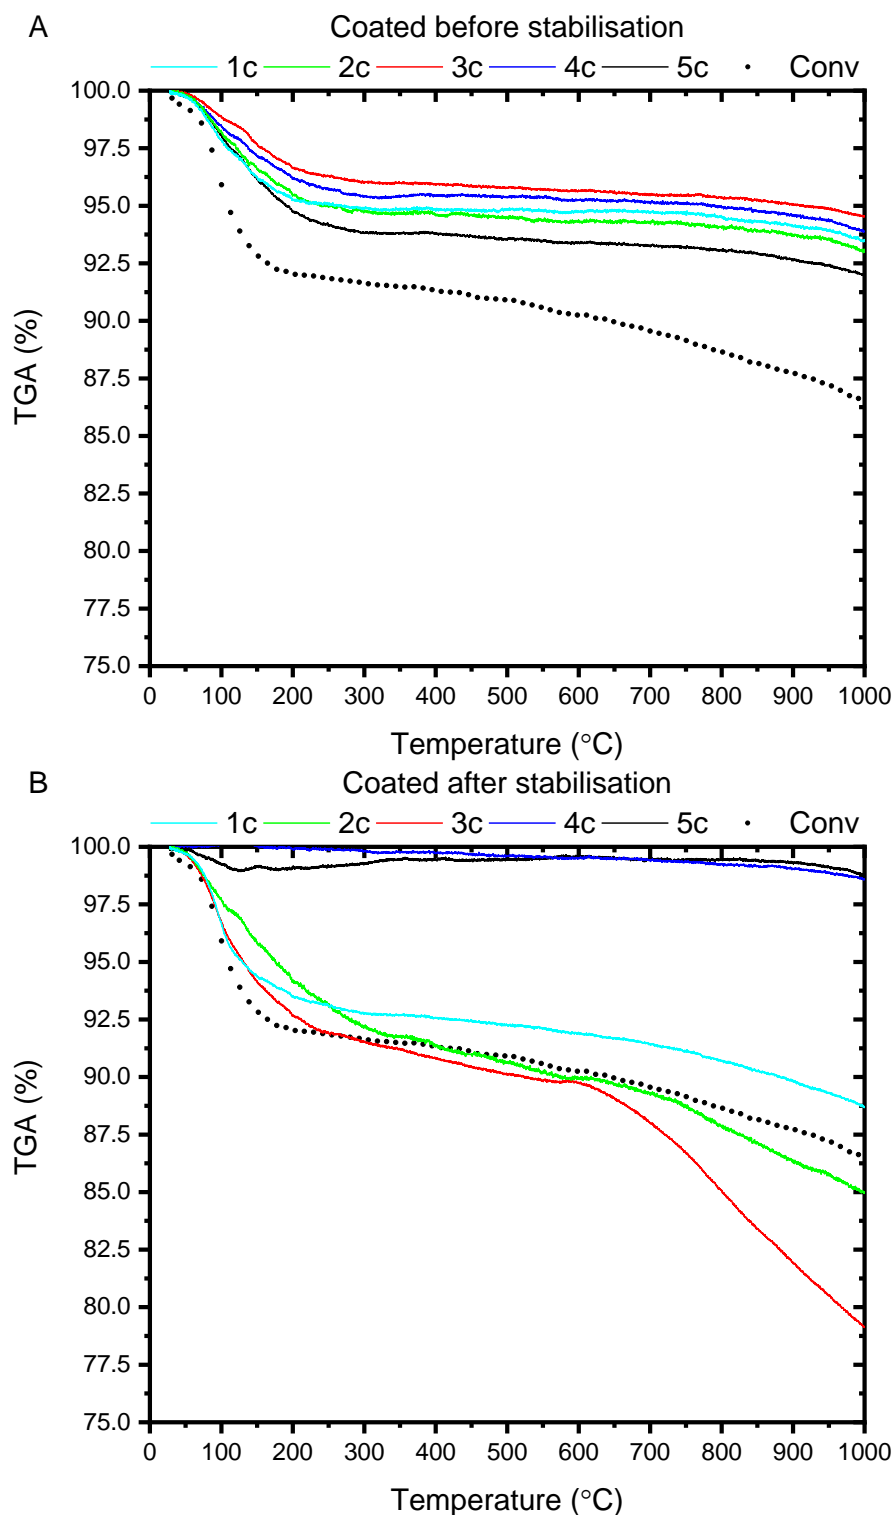 A
Coated before stabilisation
1c 2c 3c 4c 5c Conv
100.0
97.5
95.0
92.5
90.0
87.5
85.0
82.5
80.0
77.5
75.0
TGA (%)
0 100 200 300 400 500 600 700 800 900 1000
Temperature (°C)
B
Coated after stabilisation
1c 2c 3c 4c 5c Conv
100.0
97.5
95.0
92.5
90.0
87.5
85.0
82.5
80.0
77.5
75.0
TGA (%)
0 100 200 300 400 500 600 700 800 900 1000
Temperature (°C)